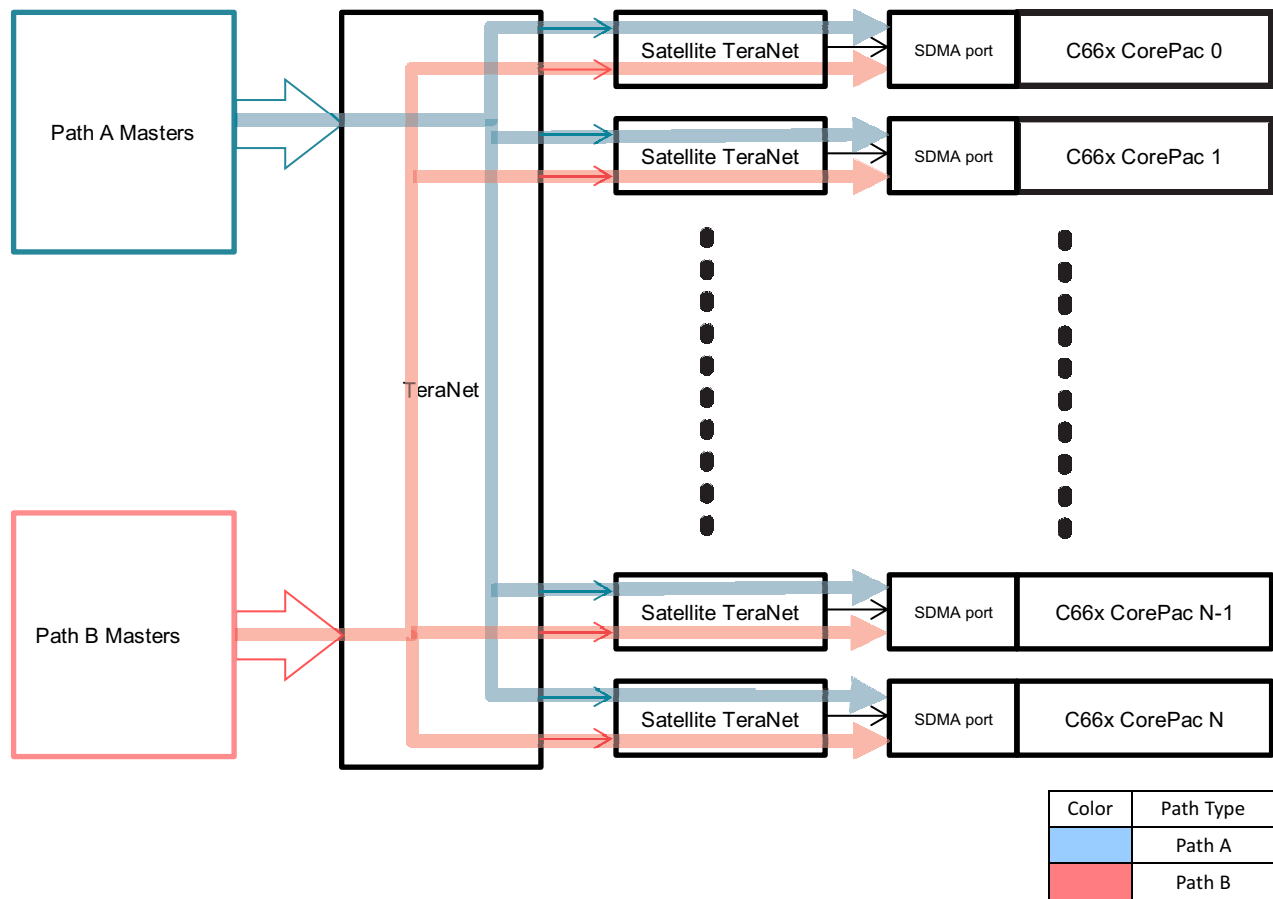 Satellite TeraNet
SDMA port
C66x CorePac 0
Path A Masters
Satellite TeraNet
SDMA port
C66x CorePac 1
TeraNet
Path B Masters
Satellite TeraNet
SDMA port
C66x CorePac N-1
Satellite TeraNet
SDMA port
C66x CorePac N
Color
Path Type
Path A
Path B